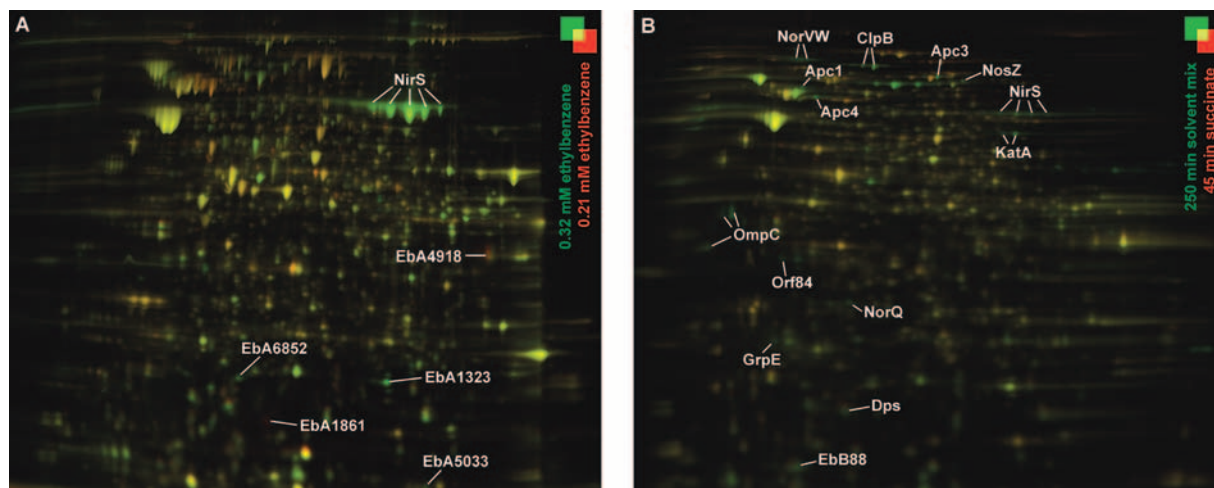 A
NirS
0.32 mM ethylbenzene
0.21 mM ethylbenzene
EbA4918
EbA6852
EbA1323
EbA1861
EbA5033
B
NorVW
ClpB
Apc3
Apc1
NosZ
NirS
Apc4
KatA
250 min solvent mix
45 min succinate
OmpC
Orf84
NorQ
GrpE
Dps
EbB88